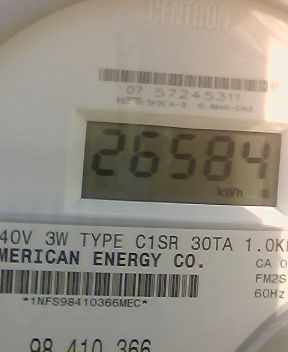 CENTRON
07 57245311
26584
kWh
40V 3W TYPE C1SR 30TA 1.0K
MERICAN ENERGY CO.
CA 0
FM2S
60Hz
*1NFS98410366MEC*
98 410 366